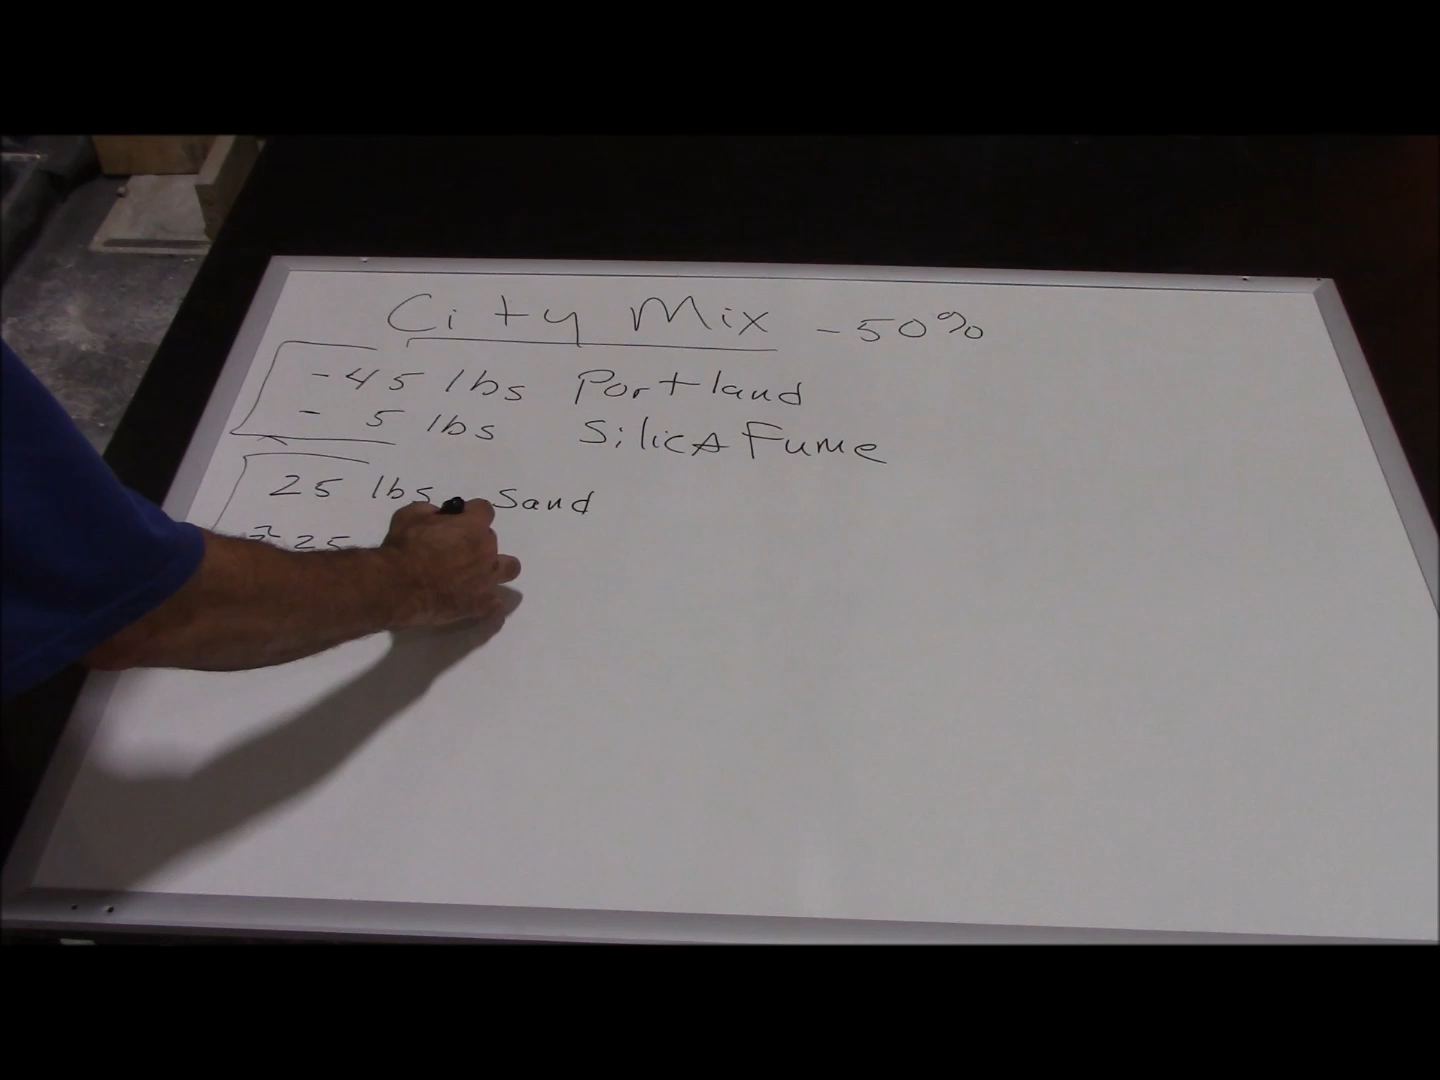 City Mix - 50%
- 45 lbs Portland
- 5 lbs SilicA Fume
25 lbs Sand
25